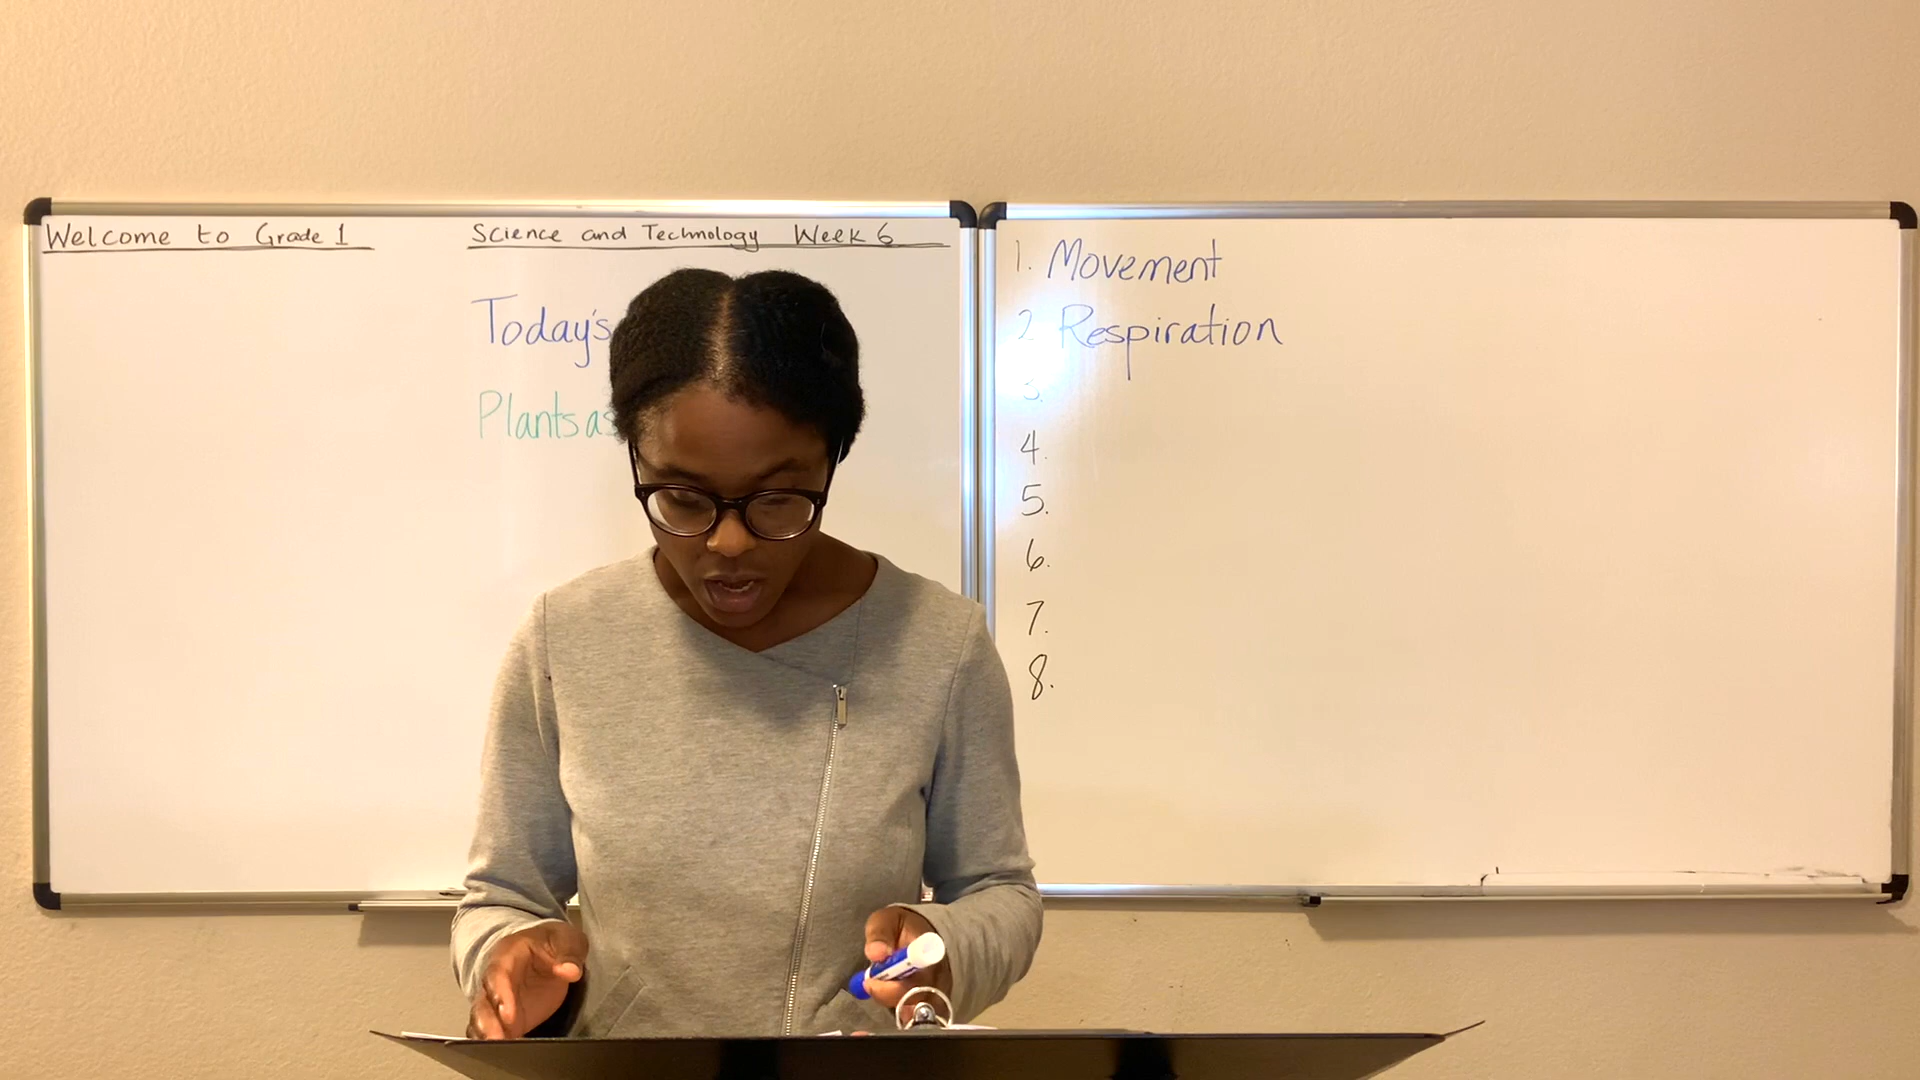 Welcome to Grade 1
Science and Technology Week 6
Today's
Plants as
1. Movement
2. Respiration
3.
4.
5.
6.
7.
8.